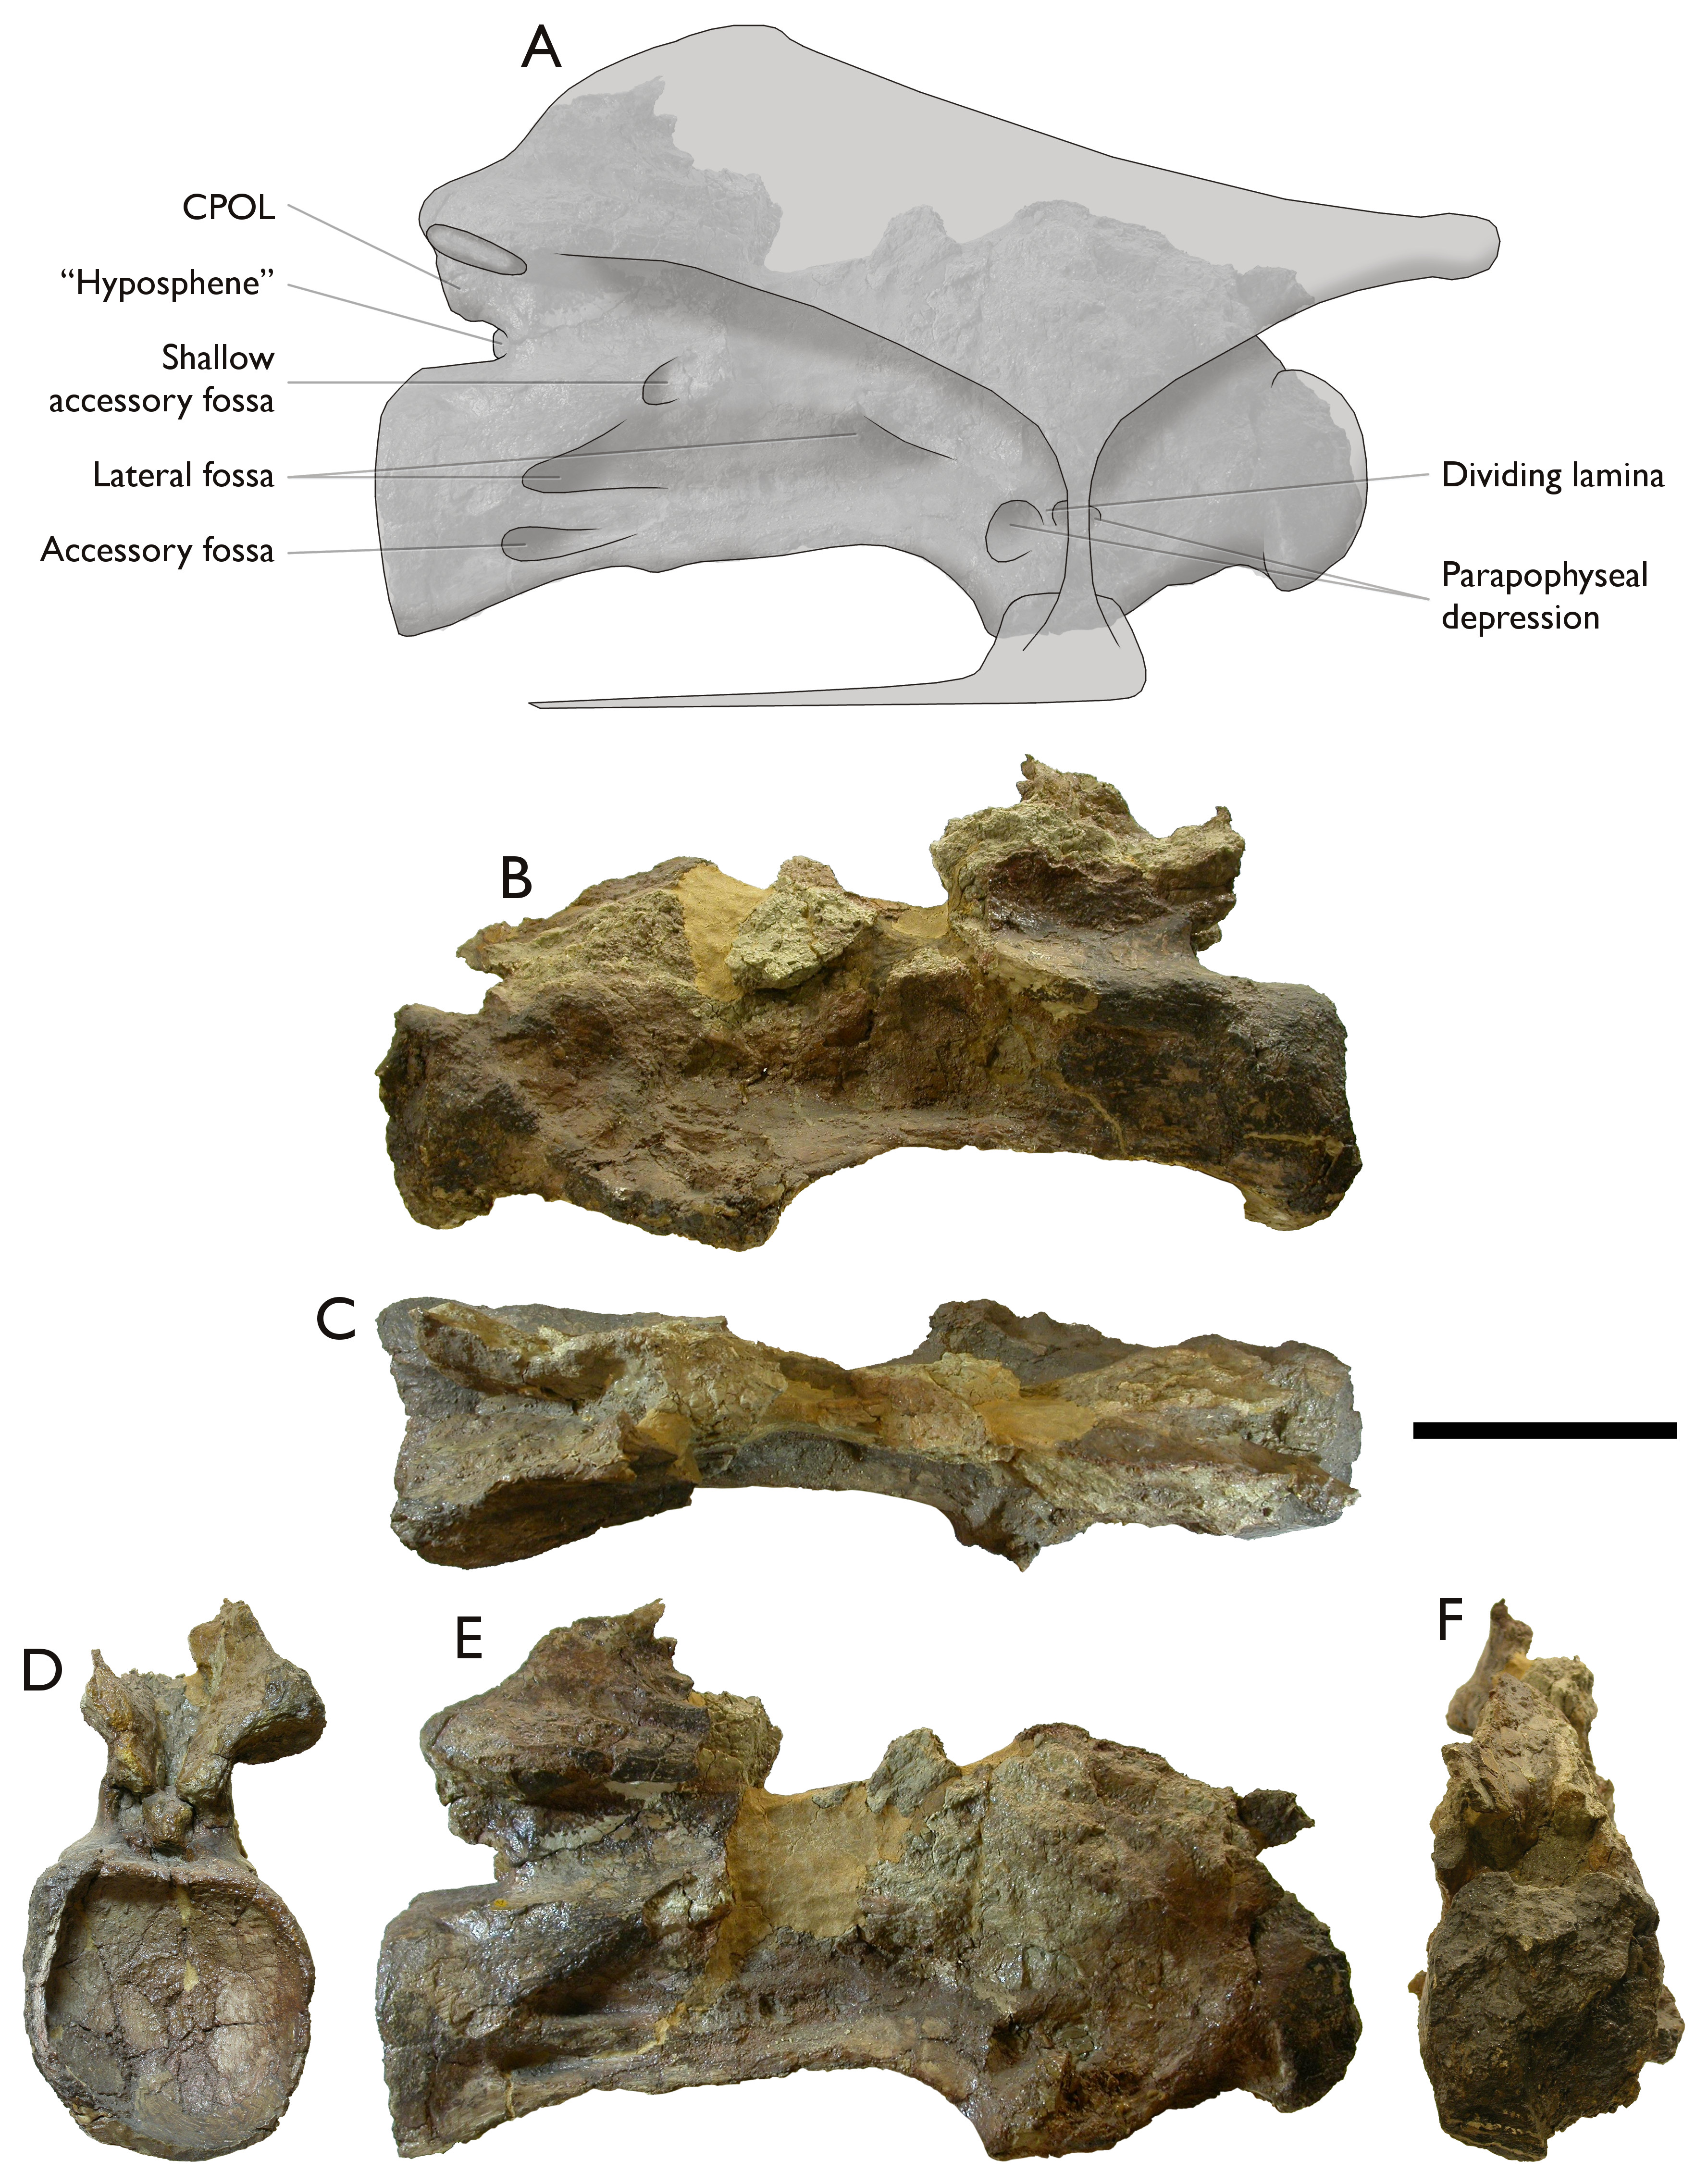 A
CPOL
“Hyposphene”
Shallow
accessory fossa
Lateral fossa
Accessory fossa
Dividing lamina
Parapophyseal
depression
B
C
D
E
F